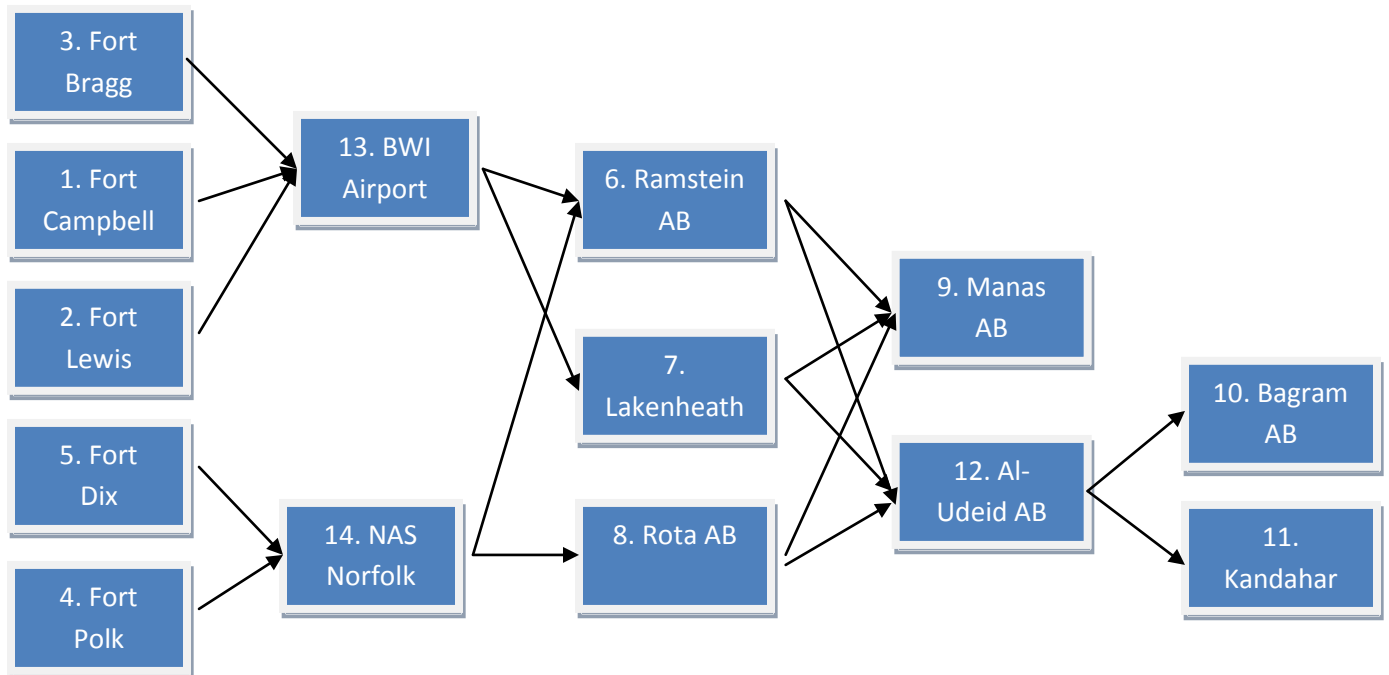 3. Fort
Bragg
1. Fort
Campbell
2. Fort
Lewis
5. Fort
Dix
4. Fort
Polk
13. BWI
Airport
14. NAS
Norfolk
6. Ramstein
AB
7.
Lakenheath
8. Rota AB
9. Manas
AB
12. Al-
Udeid AB
10. Bagram
AB
11.
Kandahar